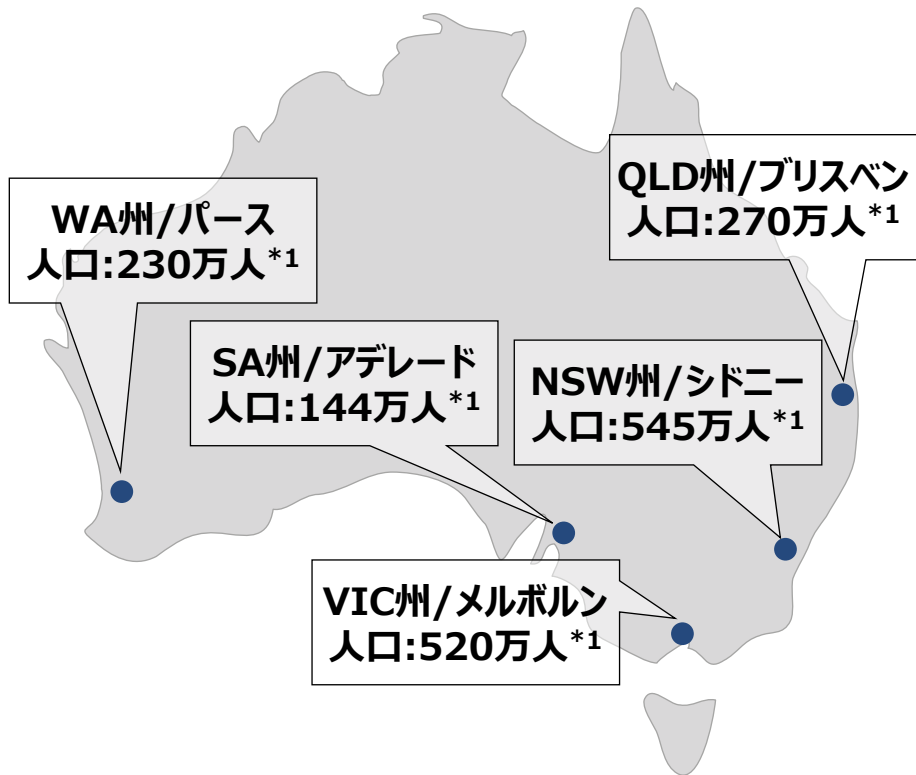 QLD州/ブリスベン
人口:270万人*1
WA州/パース
人口:230万人*1
SA州/アデレード
人口:144万人*1
NSW州/シドニー
人口:545万人*1
VIC州/メルボルン
人口:520万人*1